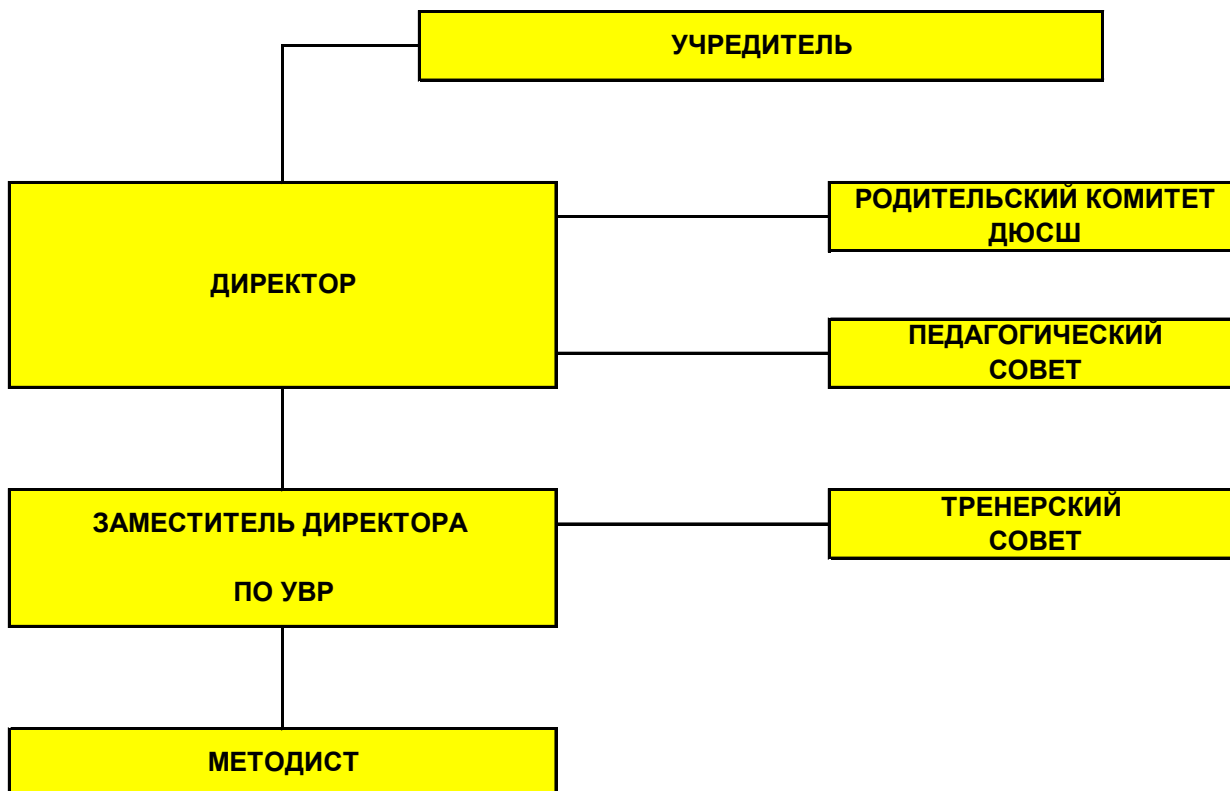 УЧРЕДИТЕЛЬ
РОДИТЕЛЬСКИЙ КОМИТЕТ
ДЮСШ
ДИРЕКТОР
ПЕДАГОГИЧЕСКИЙ
СОВЕТ
ЗАМЕСТИТЕЛЬ ДИРЕКТОРА
ПО УВР
ТРЕНЕРСКИЙ
СОВЕТ
МЕТОДИСТ